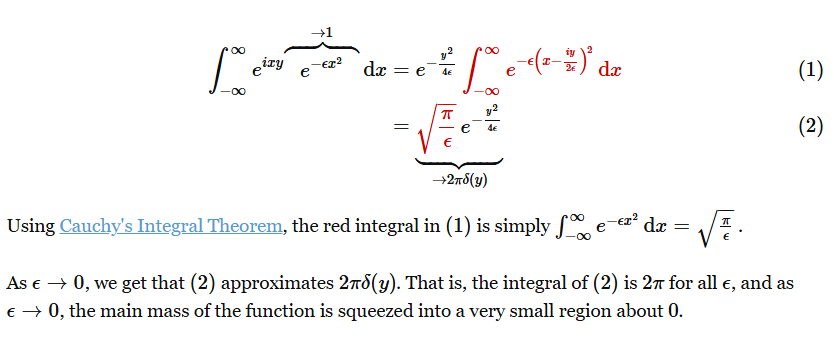 $$\int_{-\infty}^{\infty} e^{ixy} \overbrace{e^{-\epsilon x^2}}^{\to 1} \, \mathrm{d}x = e^{-\frac{y^2}{4\epsilon}} \int_{-\infty}^{\infty} e^{-\epsilon\left(x-\frac{iy}{2\epsilon}\right)^2} \, \mathrm{d}x \quad (1)$$
$$= \underbrace{\sqrt{\frac{\pi}{\epsilon}} \, e^{-\frac{y^2}{4\epsilon}}}_{\to 2\pi\delta(y)} \quad (2)$$
Using Cauchy's Integral Theorem, the red integral in (1) is simply $\int_{-\infty}^{\infty} e^{-\epsilon x^2} \, \mathrm{d}x = \sqrt{\frac{\pi}{\epsilon}}$ .
As $\epsilon \to 0$, we get that (2) approximates $2\pi\delta(y)$. That is, the integral of (2) is $2\pi$ for all $\epsilon$, and as
$\epsilon \to 0$, the main mass of the function is squeezed into a very small region about 0.